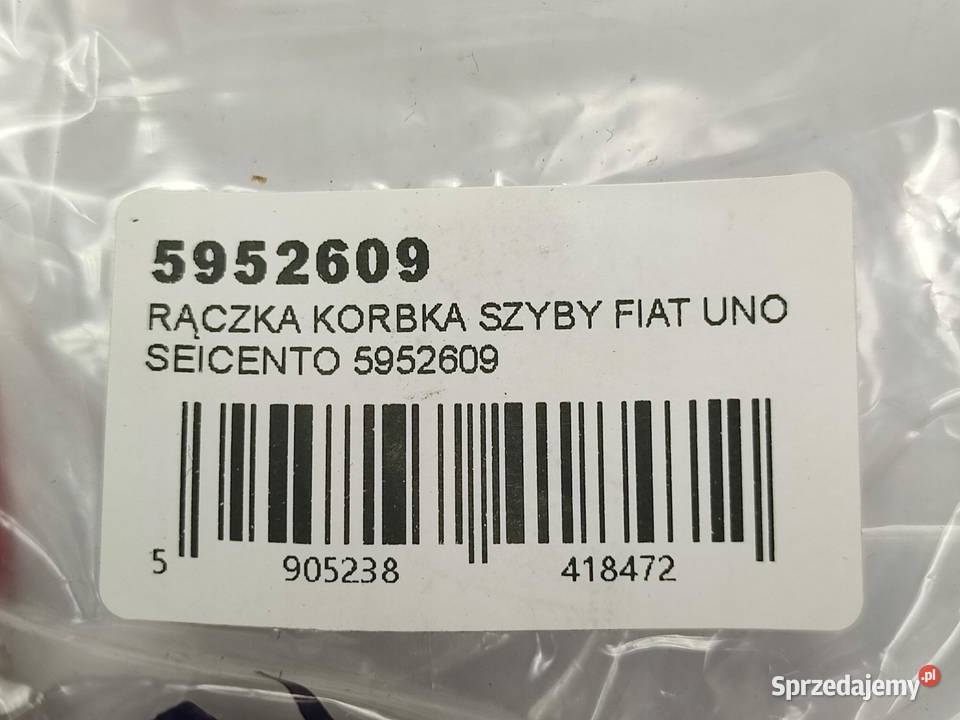 5952609
RĄCZKA KORBKA SZYBY FIAT UNO
SEICENTO 5952609
5 905238 418472
Sprzedajemy.pl